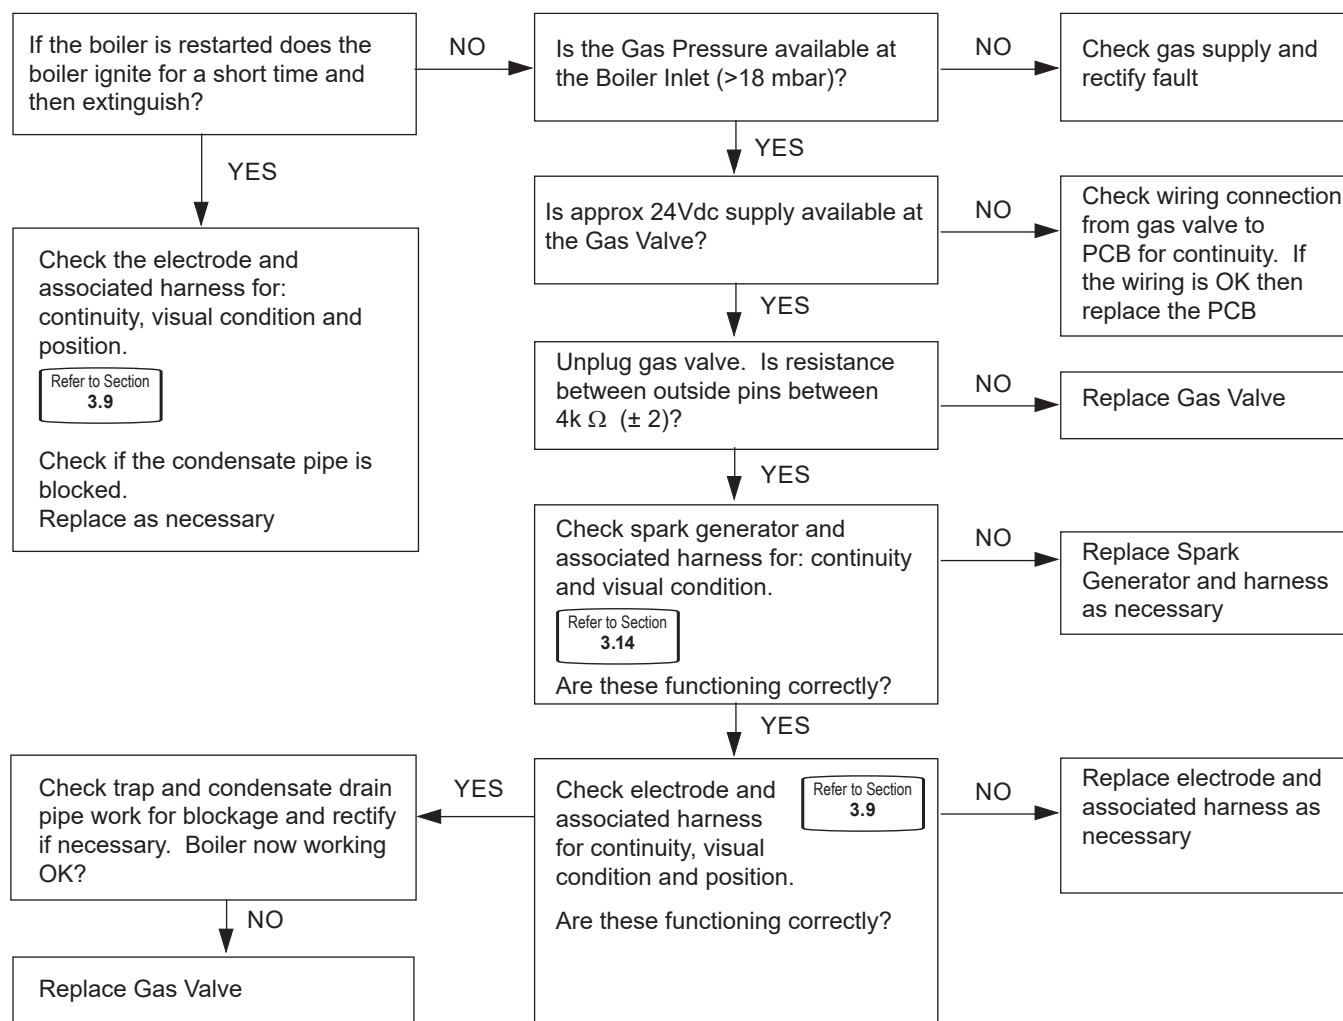 If the boiler is restarted does the
boiler ignite for a short time and
then extinguish?
NO
Is the Gas Pressure available at
the Boiler Inlet (>18 mbar)?
NO
Check gas supply and
rectify fault
YES
YES
Check the electrode and
associated harness for:
continuity, visual condition and
position.
Refer to Section
3.9
Check if the condensate pipe is
blocked.
Replace as necessary
Is approx 24Vdc supply available at
the Gas Valve?
NO
Check wiring connection
from gas valve to
PCB for continuity.  If
the wiring is OK then
replace the PCB
YES
Unplug gas valve.  Is resistance
between outside pins between
4k Ω  (± 2)?
NO
Replace Gas Valve
YES
Check spark generator and
associated harness for: continuity
and visual condition.
Refer to Section
3.14
Are these functioning correctly?
NO
Replace Spark
Generator and harness
as necessary
YES
Check electrode and
associated harness
for continuity, visual
condition and position.
Refer to Section
3.9
Are these functioning correctly?
NO
Replace electrode and
associated harness as
necessary
YES
Check trap and condensate drain
pipe work for blockage and rectify
if necessary.  Boiler now working
OK?
NO
Replace Gas Valve